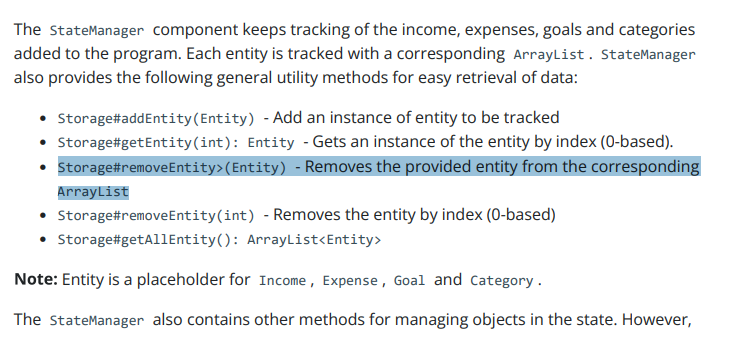 The StateManager component keeps tracking of the income, expenses, goals and categories
added to the program. Each entity is tracked with a corresponding ArrayList. StateManager
also provides the following general utility methods for easy retrieval of data:
• Storage#addEntity(Entity) - Add an instance of entity to be tracked
• Storage#getEntity(int): Entity - Gets an instance of the entity by index (0-based).
• Storage#removeEntity>(Entity) - Removes the provided entity from the corresponding
ArrayList
• Storage#removeEntity(int) - Removes the entity by index (0-based)
• Storage#getAllEntity(): ArrayList<Entity>
Note: Entity is a placeholder for Income, Expense, Goal and Category.
The StateManager also contains other methods for managing objects in the state. However,